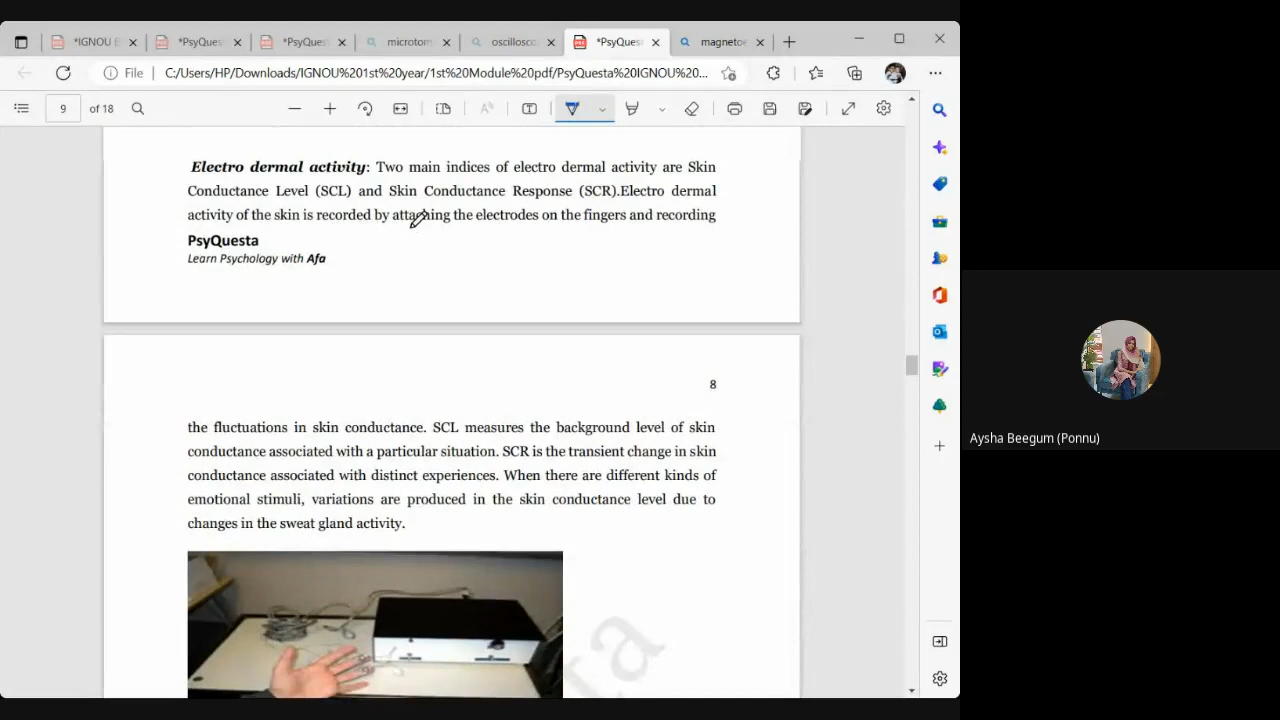 *IGNOU (
*PsyQues
*PsyQues
microtom
oscillosco
*PsyQues
magnetoe
File
C:/Users/HP/Downloads/IGNOU%201st%20year/1st%20Module%20pdf/PsyQuesta%20IGNOU%20...
9 of 18
Electro dermal activity: Two main indices of electro dermal activity are Skin
Conductance Level (SCL) and Skin Conductance Response (SCR).Electro dermal
activity of the skin is recorded by attaching the electrodes on the fingers and recording
PsyQuesta
Learn Psychology with Afa
8
the fluctuations in skin conductance. SCL measures the background level of skin
conductance associated with a particular situation. SCR is the transient change in skin
conductance associated with distinct experiences. When there are different kinds of
emotional stimuli, variations are produced in the skin conductance level due to
changes in the sweat gland activity.
Aysha Beegum (Ponnu)